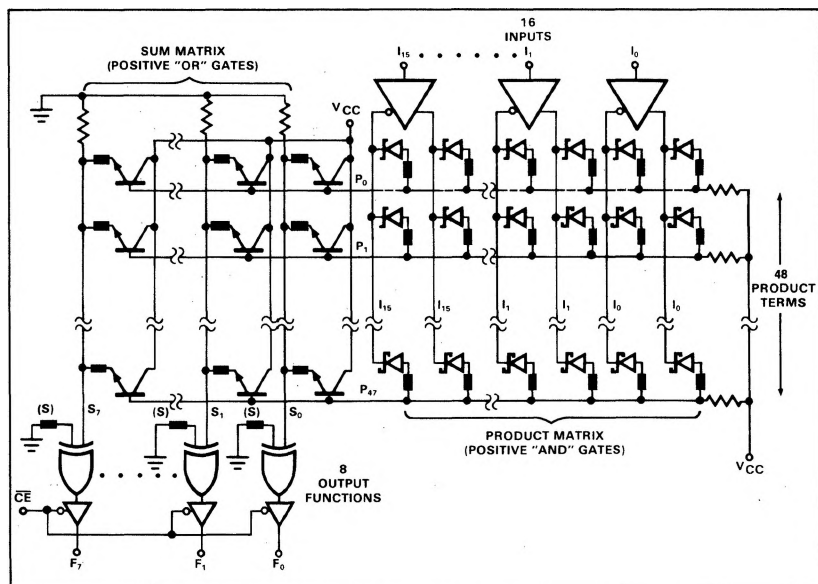 16
INPUTS
SUM MATRIX
(POSITIVE "OR" GATES)
I15 I1 I0
VCC
P0
P1
48
PRODUCT
TERMS
I15 I15 I1 I1 I0 I0
P47
(S) S7 (S) S1 (S) S0
PRODUCT MATRIX
(POSITIVE "AND" GATES)
8
OUTPUT
FUNCTIONS
VCC
C̅E̅
F7 F1 F0